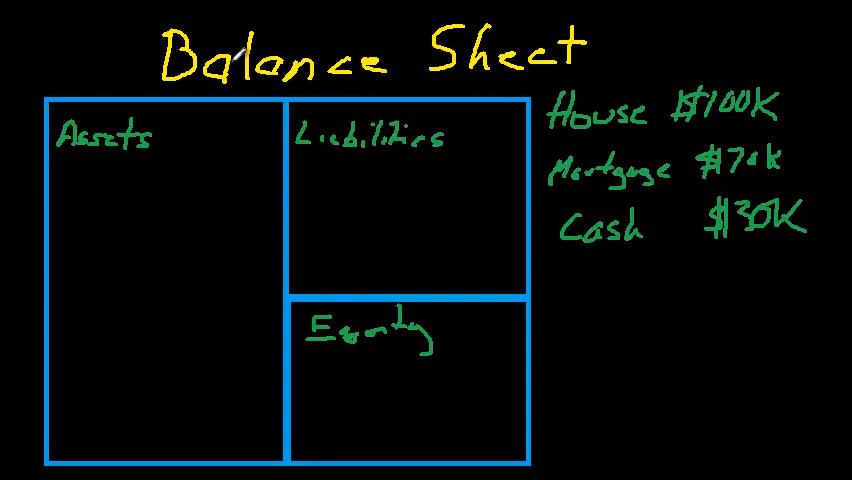 Balance Sheet
Assets
Liabilities
House $100K
Mortgage $70k
Cash $30K
Equity